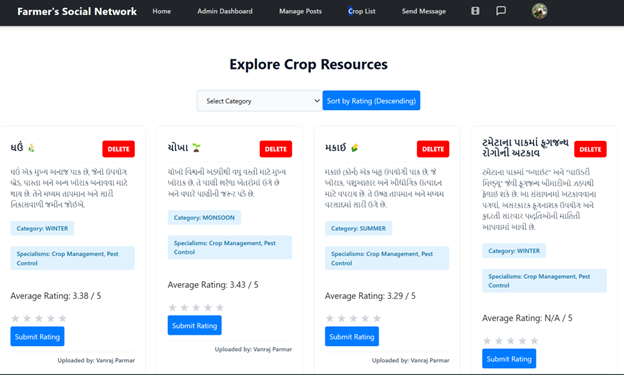 Farmer's Social Network
Home
Admin Dashboard
Manage Posts
Crop List
Send Message
Explore Crop Resources
Select Category
Sort by Rating (Descending)
ઘઉં
DELETE
ઘઉં એક મુખ્ય અનાજ પાક છે, જેનો ઉપયોગ
બ્રેડ, પાસ્તા અને અન્ય ખોરાક બનાવવા માટે
થાય છે. તેને મધ્યમ તાપમાન અને સારી
નિકાસવાળી જમીન જોઈએ.
Category: WINTER
Specialisms: Crop Management, Pest
Control
Average Rating: 3.38 / 5
Submit Rating
Uploaded by: Vanraj Parmar
ચોખા
DELETE
ચોખા વિશ્વની અડધીથી વધુ વસ્તી માટે મુખ્ય
ખોરાક છે. તે પાણી ભરેલા ખેતરોમાં ઉગે છે
અને વધારે પાણીની જરૂર પડે છે.
Category: MONSOON
Specialisms: Crop Management, Pest
Control
Average Rating: 3.43 / 5
Submit Rating
Uploaded by: Vanraj Parmar
મકાઈ
DELETE
મકાઈ (કોર્ન) એક બહુ ઉપયોગી પાક છે, જે
ખોરાક, પશુઆહાર અને ઔદ્યોગિક ઉત્પાદન
માટે વપરાય છે. તે ઉષ્ણ તાપમાન અને મધ્યમ
વરસાદમાં સારી ઉગે છે.
Category: SUMMER
Specialisms: Crop Management, Pest
Control
Average Rating: 3.29 / 5
Submit Rating
Uploaded by: Vanraj Parmar
ટમેટાના પાકમાં ફૂગજન્ય
રોગોની અટકાવ
DELETE
ટમેટાના પાકમાં "બ્લાઈટ" અને "પાઉડરી
મિલ્ડ્યૂ" જેવી ફૂગજન્ય બીમારીઓ ઝડપથી
ફેલાઈ શકે છે. આ સંસાધનમાં અટકાવવાના
પગલાં, અસરકારક ફૂગનાશક ઉપયોગ અને
કુદરતી સારવાર પદ્ધતિઓની માહિતી
આપવામાં આવી છે.
Category: WINTER
Specialisms: Crop Management, Pest
Control
Average Rating: N/A / 5
Submit Rating